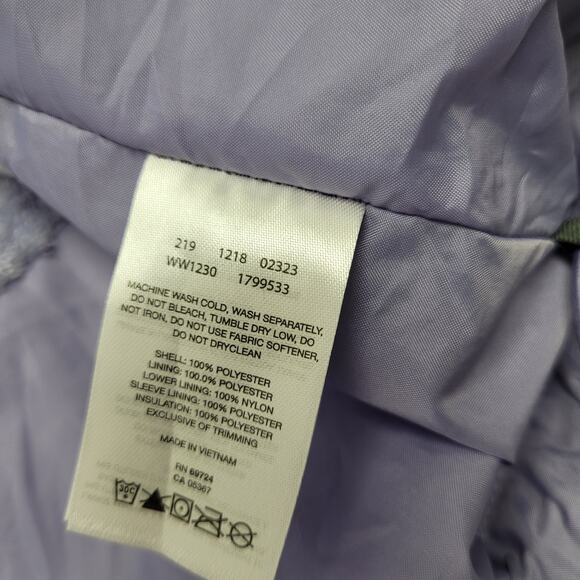 219 1218 02323
WW1230 1799533
MACHINE WASH COLD, WASH SEPARATELY,
DO NOT BLEACH, TUMBLE DRY LOW, DO
NOT IRON, DO NOT USE FABRIC SOFTENER,
DO NOT DRYCLEAN
SHELL: 100% POLYESTER
LINING: 100.0% POLYESTER
LOWER LINING: 100% NYLON
SLEEVE LINING: 100% POLYESTER
INSULATION: 100% POLYESTER
EXCLUSIVE OF TRIMMING
MADE IN VIETNAM
RN 69724
CA 05367
30C